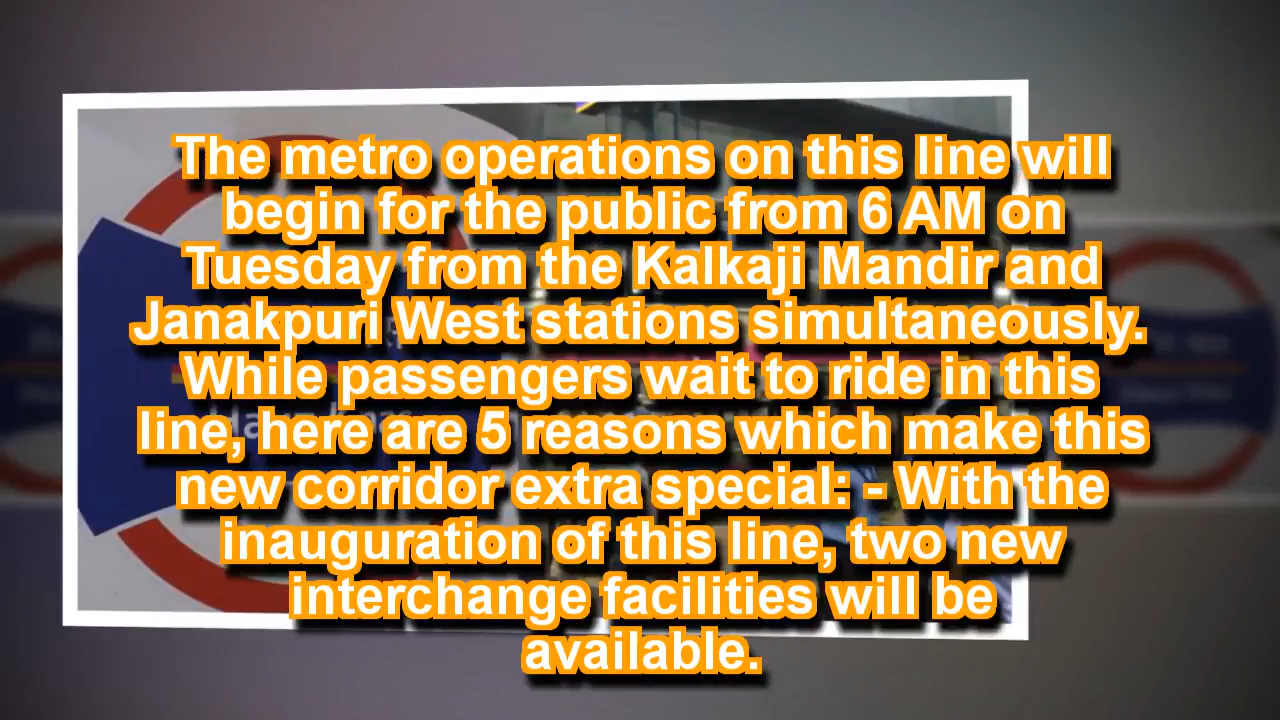 The metro operations on this line will
begin for the public from 6 AM on
Tuesday from the Kalkaji Mandir and
Janakpuri West stations simultaneously.
While passengers wait to ride in this
line, here are 5 reasons which make this
new corridor extra special: - With the
inauguration of this line, two new
interchange facilities will be
available.